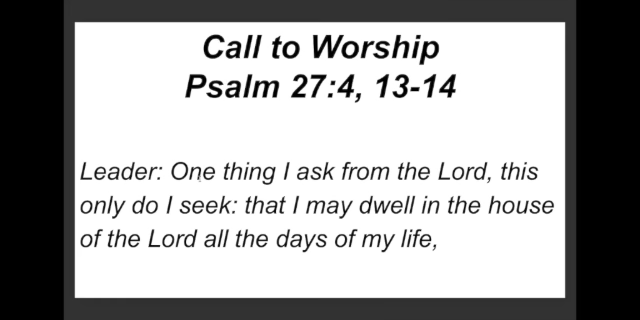 Call to Worship
Psalm 27:4, 13-14
Leader: One thing I ask from the Lord, this
only do I seek: that I may dwell in the house
of the Lord all the days of my life,